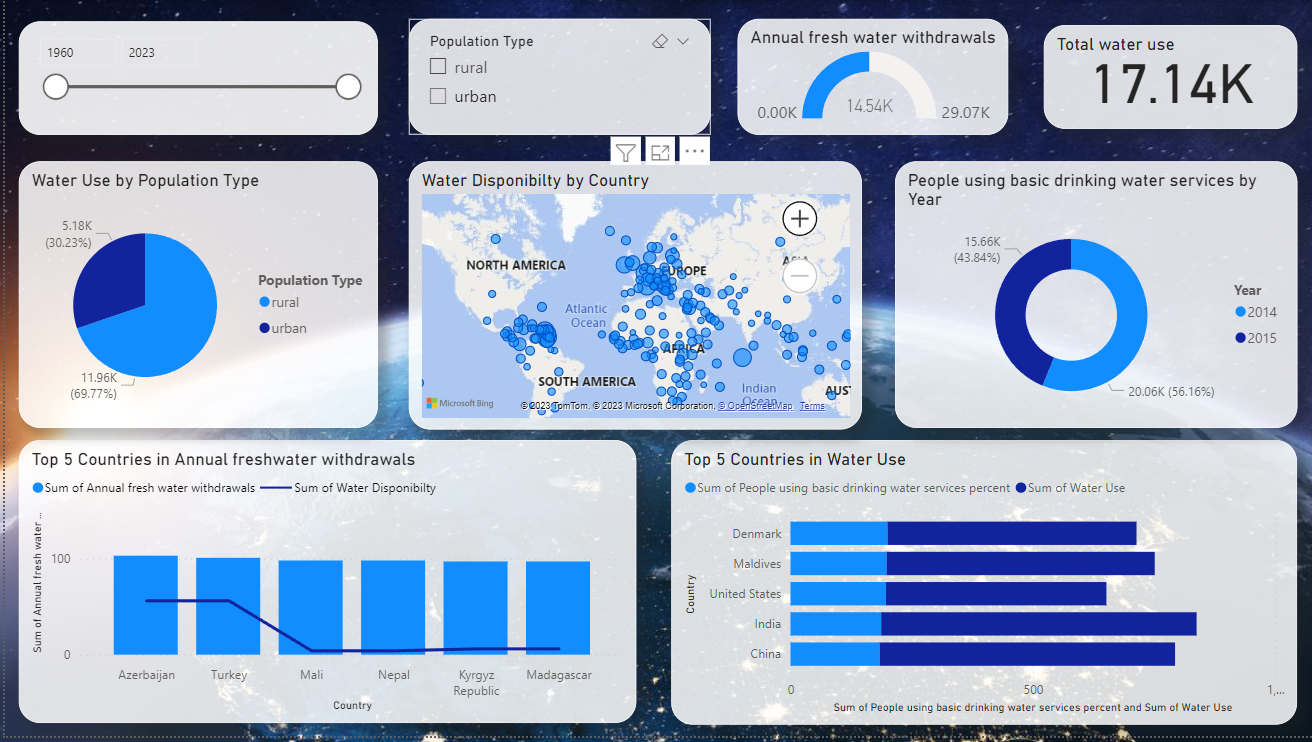 1960
2023
Population Type
rural
urban
Annual fresh water withdrawals
0.00K
14.54K
29.07K
Total water use
17.14K
Water Use by Population Type
5.18K
(30.23%)
11.96K
(69.77%)
Population Type
rural
urban
Water Disponibilty by Country
NORTH AMERICA
EUROPE
ASIA
Atlantic
Ocean
AFRICA
SOUTH AMERICA
Indian
Ocean
AUST
Microsoft Bing
© 2023 TomTom, © 2023 Microsoft Corporation, © OpenStreetMap Terms
People using basic drinking water services by
Year
15.66K
(43.84%)
20.06K (56.16%)
Year
2014
2015
Top 5 Countries in Annual freshwater withdrawals
Sum of Annual fresh water withdrawals
Sum of Water Disponibilty
Sum of Annual fresh water ...
100
0
Azerbaijan
Turkey
Mali
Nepal
Kyrgyz
Republic
Madagascar
Country
Top 5 Countries in Water Use
Sum of People using basic drinking water services percent
Sum of Water Use
Country
Denmark
Maldives
United States
India
China
0
500
1,...
Sum of People using basic drinking water services percent and Sum of Water Use